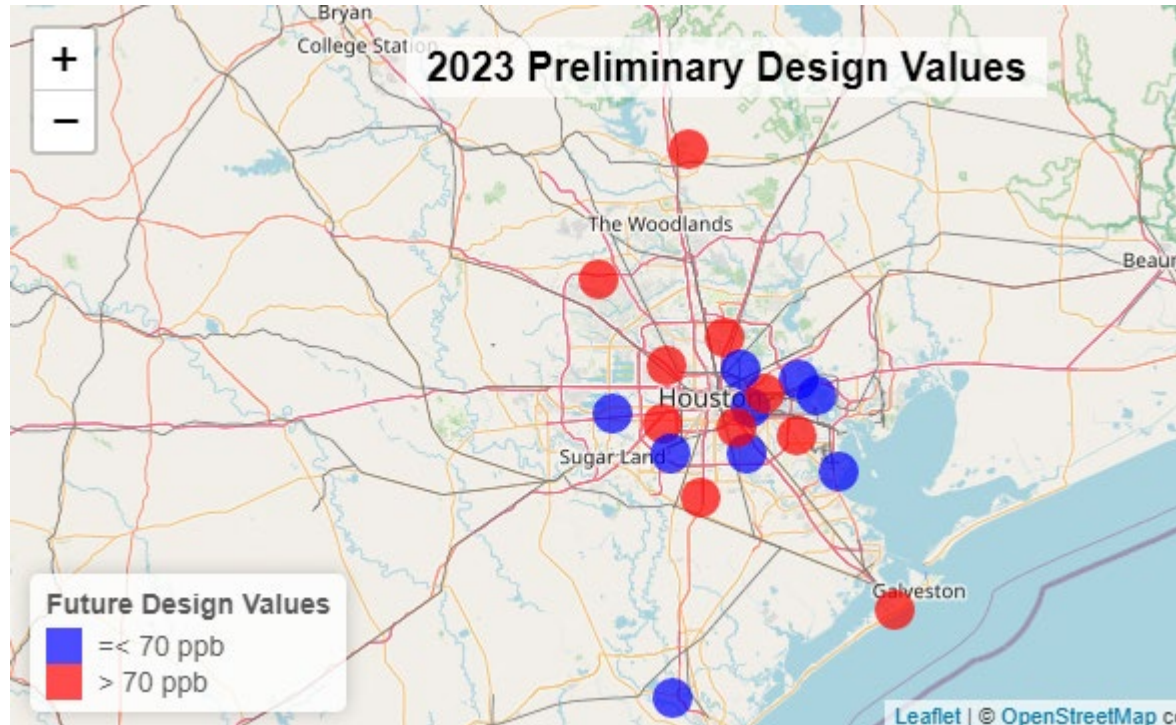 Bryan
College Station
+
2023 Preliminary Design Values
−
The Woodlands
Beaum
Houston
Sugar Land
Galveston
Future Design Values
=< 70 ppb
> 70 ppb
Leaflet | © OpenStreetMap c